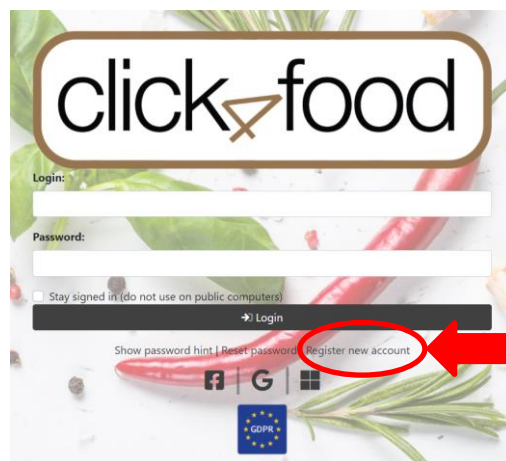 click4food
Login:
Password:
Stay signed in (do not use on public computers)
Login
Show password hint | Reset password | Register new account
G
GDPR